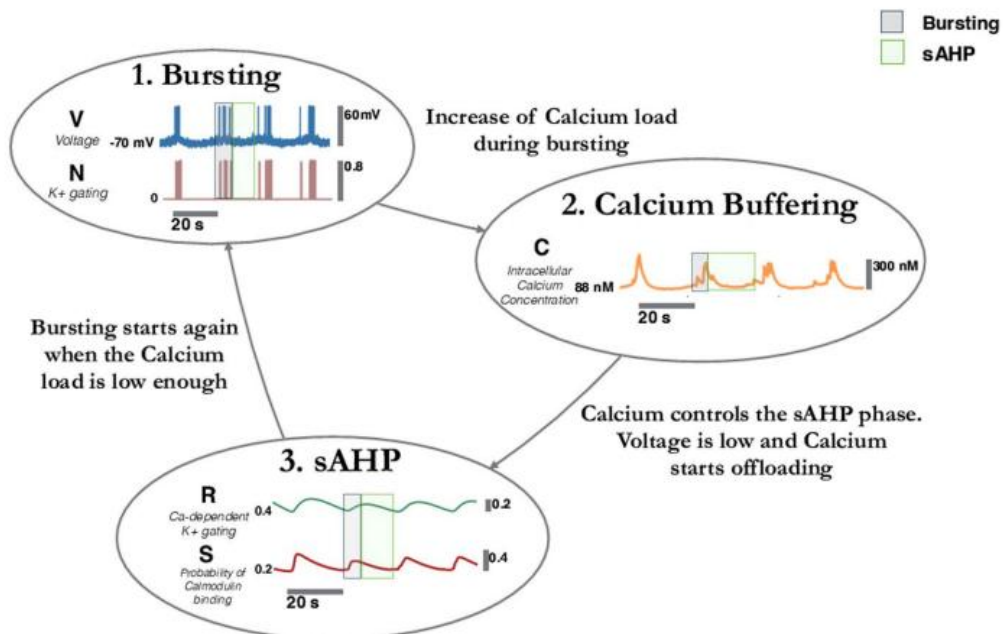 Bursting
sAHP
1. Bursting
V
Voltage
-70 mV
60mV
N
K+ gating
0
0.8
20 s
Increase of Calcium load
during bursting
2. Calcium Buffering
C
Intracellular
Calcium
Concentration
88 nM
300 nM
20 s
Bursting starts again
when the Calcium
load is low enough
Calcium controls the sAHP phase.
Voltage is low and Calcium
starts offloading
3. sAHP
R
Ca-dependent
K+ gating
0.4
0.2
S
Probability of
Calmodulin
binding
0.2
0.4
20 s